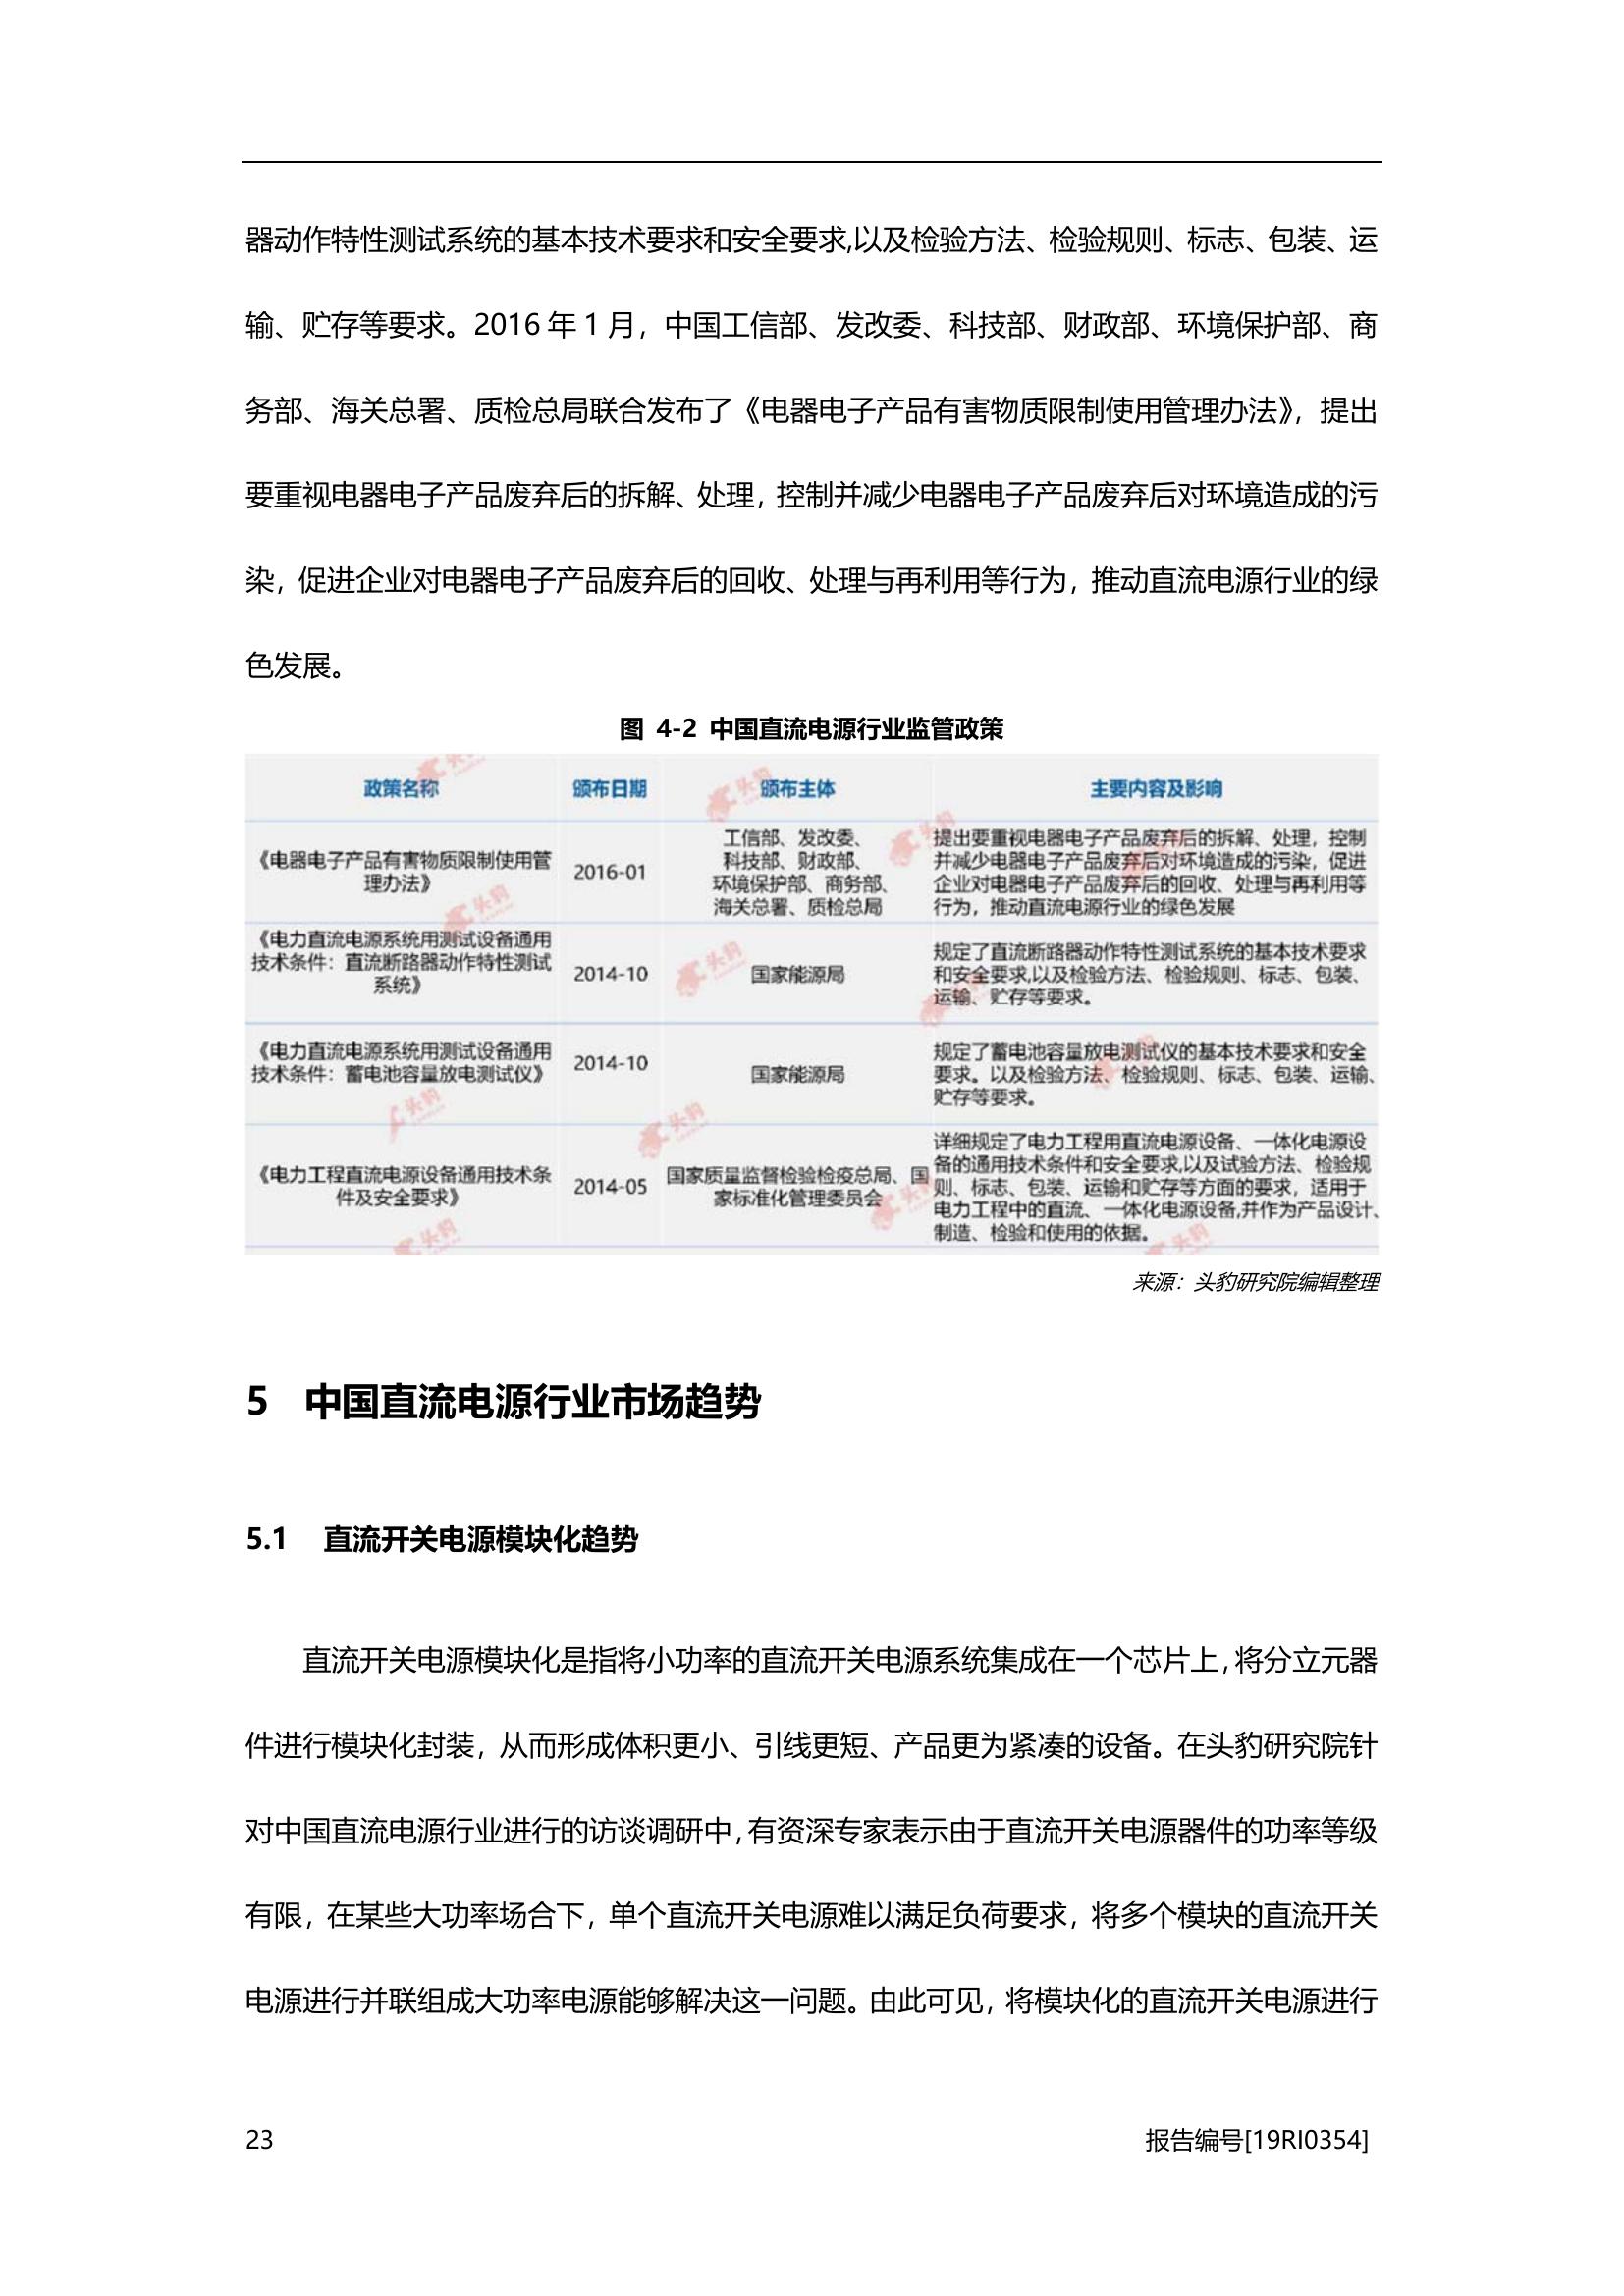 器动作特性测试系统的基本技术要求和安全要求,以及检验方法、检验规则、标志、包装、运
输、贮存等要求。2016 年 1 月，中国工信部、发改委、科技部、财政部、环境保护部、商
务部、海关总署、质检总局联合发布了《电器电子产品有害物质限制使用管理办法》，提出
要重视电器电子产品废弃后的拆解、处理，控制并减少电器电子产品废弃后对环境造成的污
染，促进企业对电器电子产品废弃后的回收、处理与再利用等行为，推动直流电源行业的绿
色发展。
图 4-2 中国直流电源行业监管政策
政策名称 颁布日期 颁布主体 主要内容及影响
《电器电子产品有害物质限制使用管
理办法》
2016-01
工信部、发改委、
科技部、财政部、
环境保护部、商务部、
海关总署、质检总局
提出要重视电器电子产品废弃后的拆解、处理，控制
并减少电器电子产品废弃后对环境造成的污染，促进
企业对电器电子产品废弃后的回收、处理与再利用等
行为，推动直流电源行业的绿色发展
《电力直流电源系统用测试设备通用
技术条件：直流断路器动作特性测试
系统》
2014-10
国家能源局
规定了直流断路器动作特性测试系统的基本技术要求
和安全要求,以及检验方法、检验规则、标志、包装、
运输、贮存等要求。
《电力直流电源系统用测试设备通用
技术条件：蓄电池容量放电测试仪》
2014-10
国家能源局
规定了蓄电池容量放电测试仪的基本技术要求和安全
要求。以及检验方法、检验规则、标志、包装、运输、
贮存等要求。
《电力工程直流电源设备通用技术条
件及安全要求》
2014-05
国家质量监督检验检疫总局、国
家标准化管理委员会
详细规定了电力工程用直流电源设备、一体化电源设
备的通用技术条件和安全要求,以及试验方法、检验规
则、标志、包装、运输和贮存等方面的要求，适用于
电力工程中的直流、一体化电源设备,并作为产品设计、
制造、检验和使用的依据。
来源：头豹研究院编辑整理
5 中国直流电源行业市场趋势
5.1 直流开关电源模块化趋势
直流开关电源模块化是指将小功率的直流开关电源系统集成在一个芯片上，将分立元器
件进行模块化封装，从而形成体积更小、引线更短、产品更为紧凑的设备。在头豹研究院针
对中国直流电源行业进行的访谈调研中，有资深专家表示由于直流开关电源器件的功率等级
有限，在某些大功率场合下，单个直流开关电源难以满足负荷要求，将多个模块的直流开关
电源进行并联组成大功率电源能够解决这一问题。由此可见，将模块化的直流开关电源进行
23 报告编号[19RI0354]